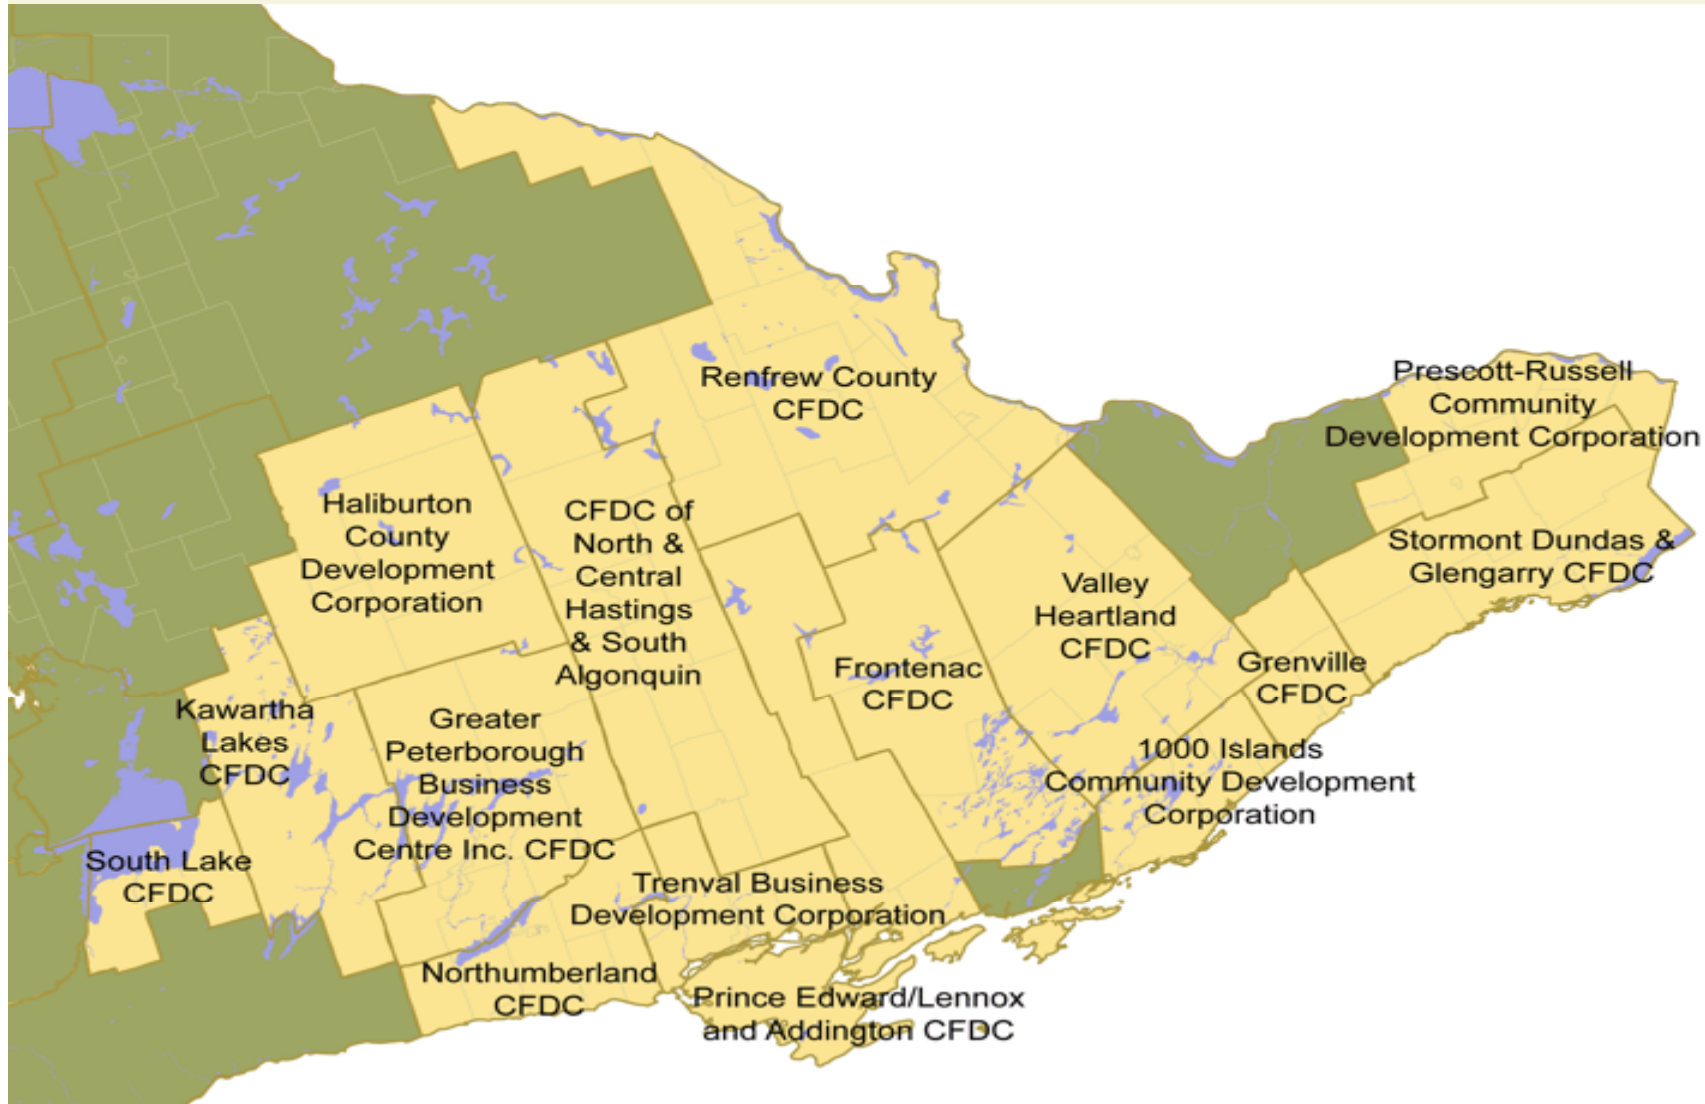 Prescott-Russell
Community
Development Corporation
Renfrew County
CFDC
Haliburton
County
Development
Corporation
CFDC of
North &
Central
Hastings
& South
Algonquin
Stormont Dundas &
Glengarry CFDC
Valley
Heartland
CFDC
Grenville
CFDC
Frontenac
CFDC
Kawartha
Lakes
CFDC
Greater
Peterborough
Business
Development
Centre Inc. CFDC
1000 Islands
Community Development
Corporation
South Lake
CFDC
Trenval Business
Development Corporation
Northumberland
CFDC
Prince Edward/Lennox
and Addington CFDC